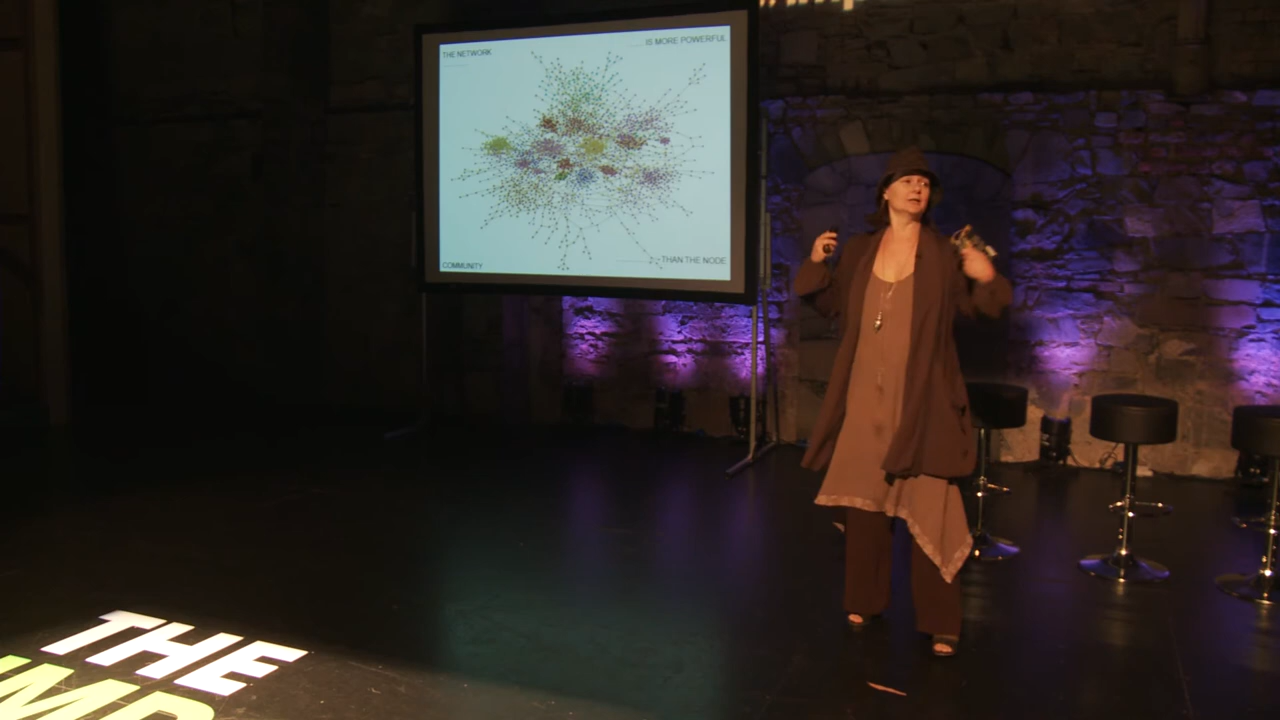 THE NETWORK
IS MORE POWERFUL
COMMUNITY
THAN THE NODE
THE